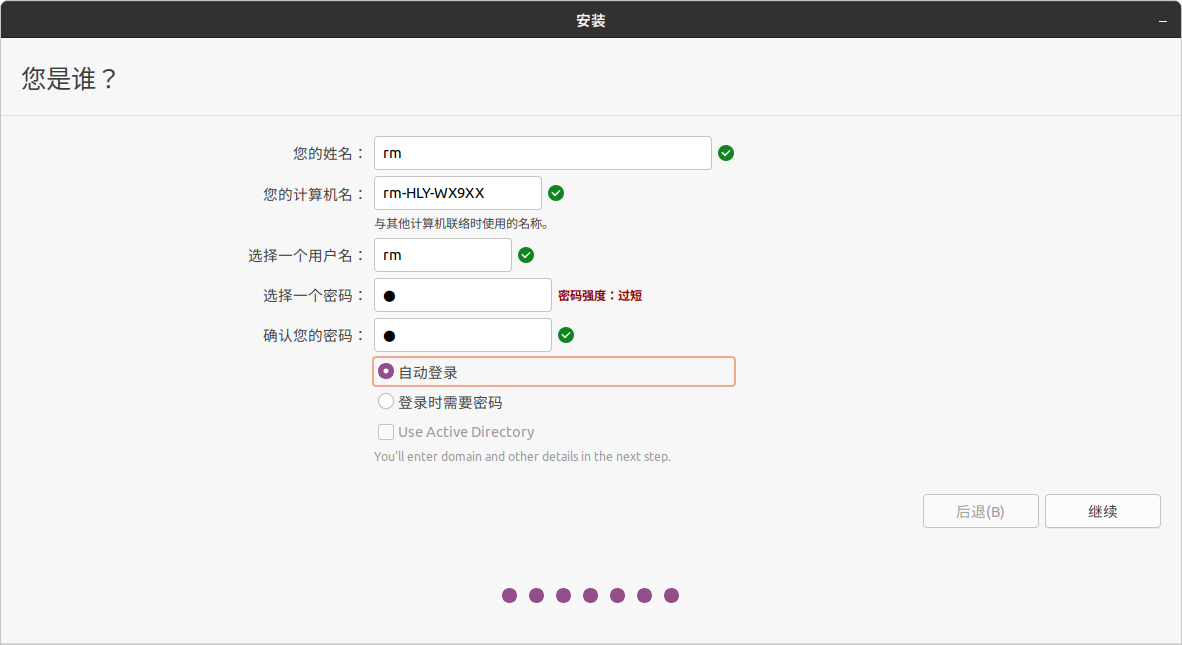 安装
您是谁？
您的姓名： rm
您的计算机名： rm-HLY-WX9XX
与其他计算机联络时使用的名称。
选择一个用户名： rm
选择一个密码： ● 密码强度：过短
确认您的密码： ●
自动登录
登录时需要密码
Use Active Directory
You'll enter domain and other details in the next step.
后退(B) 继续